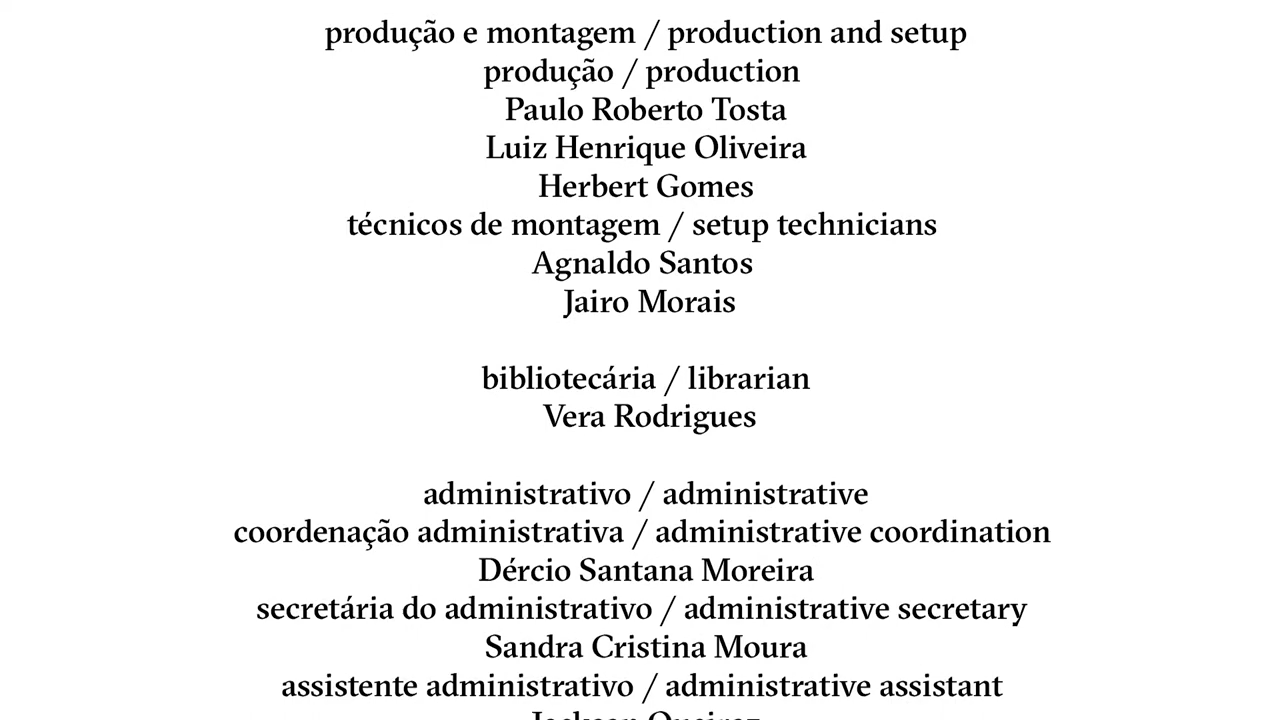 produção e montagem / production and setup
produção / production
Paulo Roberto Tosta
Luiz Henrique Oliveira
Herbert Gomes
técnicos de montagem / setup technicians
Agnaldo Santos
Jairo Morais
bibliotecária / librarian
Vera Rodrigues
administrativo / administrative
coordenação administrativa / administrative coordination
Dércio Santana Moreira
secretária do administrativo / administrative secretary
Sandra Cristina Moura
assistente administrativo / administrative assistant